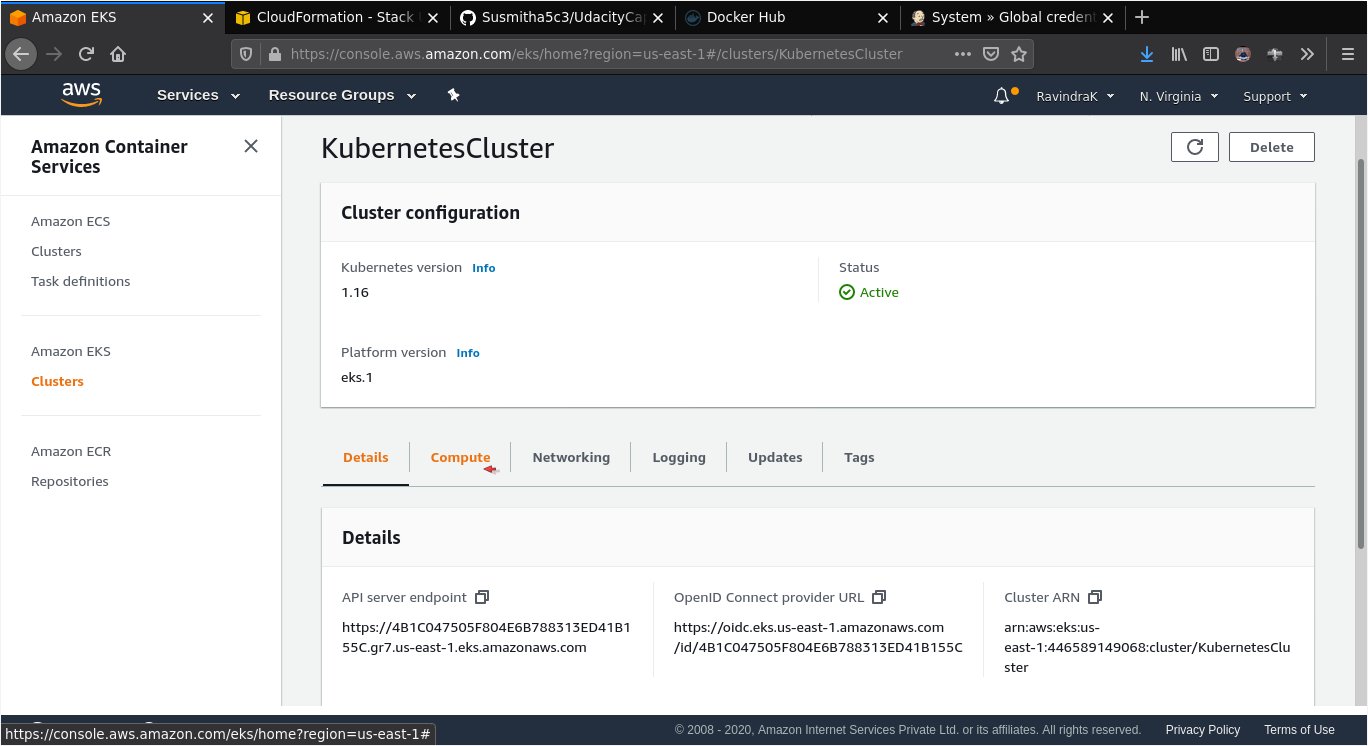 Amazon EKS
CloudFormation - Stack
Susmitha5c3/UdacityCap
Docker Hub
System » Global credent
https://console.aws.amazon.com/eks/home?region=us-east-1#/clusters/KubernetesCluster
aws
Services
Resource Groups
RavindraK
N. Virginia
Support
Amazon Container
Services
Amazon ECS
Clusters
Task definitions
Amazon EKS
Clusters
Amazon ECR
Repositories
KubernetesCluster
Delete
Cluster configuration
Kubernetes version Info
1.16
Status
Active
Platform version Info
eks.1
Details
Compute
Networking
Logging
Updates
Tags
Details
API server endpoint
https://4B1C047505F804E6B788313ED41B1
55C.gr7.us-east-1.eks.amazonaws.com
OpenID Connect provider URL
https://oidc.eks.us-east-1.amazonaws.com
/id/4B1C047505F804E6B788313ED41B155C
Cluster ARN
arn:aws:eks:us-
east-1:446589149068:cluster/KubernetesClu
ster
https://console.aws.amazon.com/eks/home?region=us-east-1#
© 2008 - 2020, Amazon Internet Services Private Ltd. or its affiliates. All rights reserved.
Privacy Policy
Terms of Use